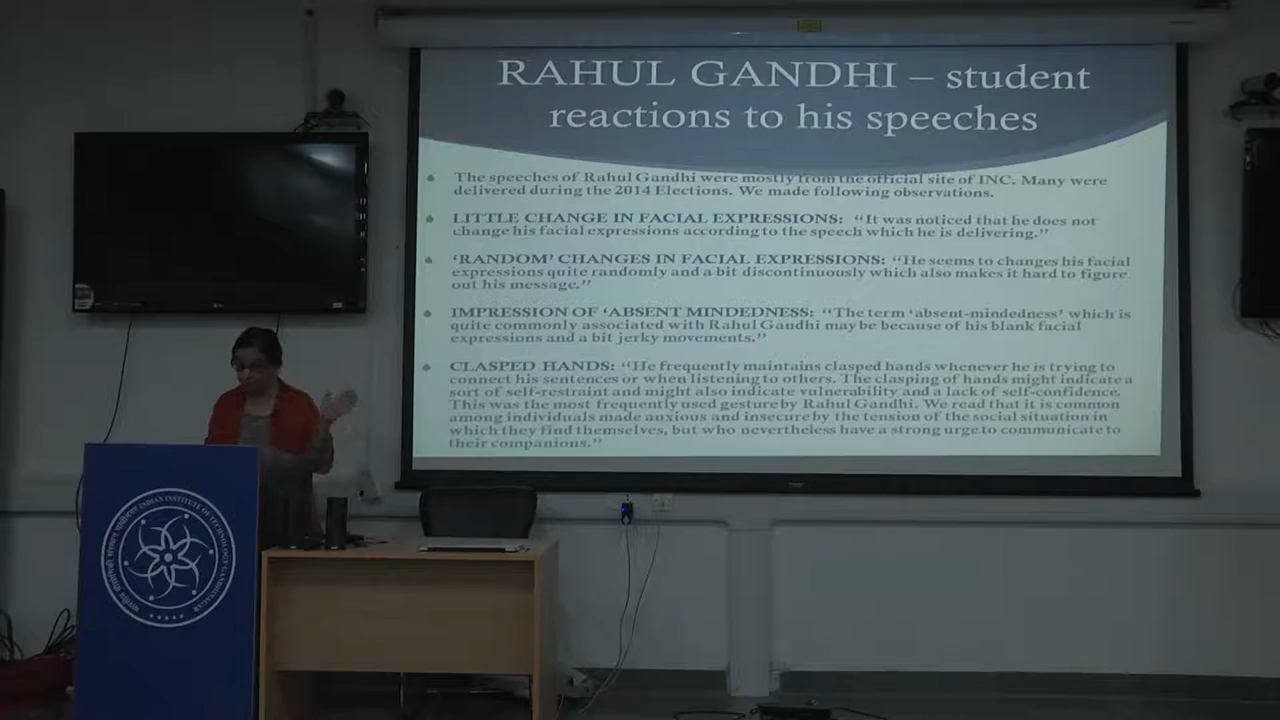 RAHUL GANDHI – student
reactions to his speeches
The speeches of Rahul Gandhi were mostly from the official site of INC. Many were
delivered during the 2014 Elections. We made following observations.
LITTLE CHANGE IN FACIAL EXPRESSIONS: “It was noticed that he does not
change his facial expressions according to the speech which he is delivering.”
‘RANDOM’ CHANGES IN FACIAL EXPRESSIONS: “He seems to changes his facial
expressions quite randomly and a bit discontinuously which also makes it hard to figure
out his message.”
IMPRESSION OF ‘ABSENT MINDEDNESS: “The term ‘absent-mindedness’ which is
quite commonly associated with Rahul Gandhi may be because of his blank facial
expressions and a bit jerky movements.”
CLASPED HANDS: “He frequently maintains clasped hands whenever he is trying to
connect his sentences or when listening to others. The clasping of hands might indicate a
sort of self-restraint and might also indicate vulnerability and a lack of self-confidence.
This was the most frequently used gesture by Rahul Gandhi. We read that it is common
among individuals made anxious and insecure by the tension of the social situation in
which they find themselves, but who nevertheless have a strong urge to communicate to
their companions.”
भारतीय प्रौद्योगिकी संस्थान गांधीनगर
INDIAN INSTITUTE OF TECHNOLOGY GANDHINAGAR